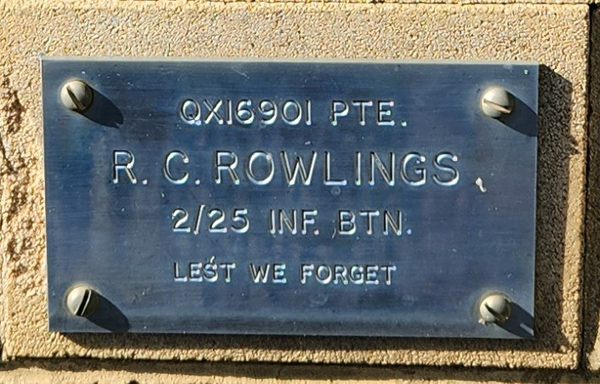 QX16901 PTE.
R. C. ROWLINGS
2/25 INF. BTN.
LEST WE FORGET